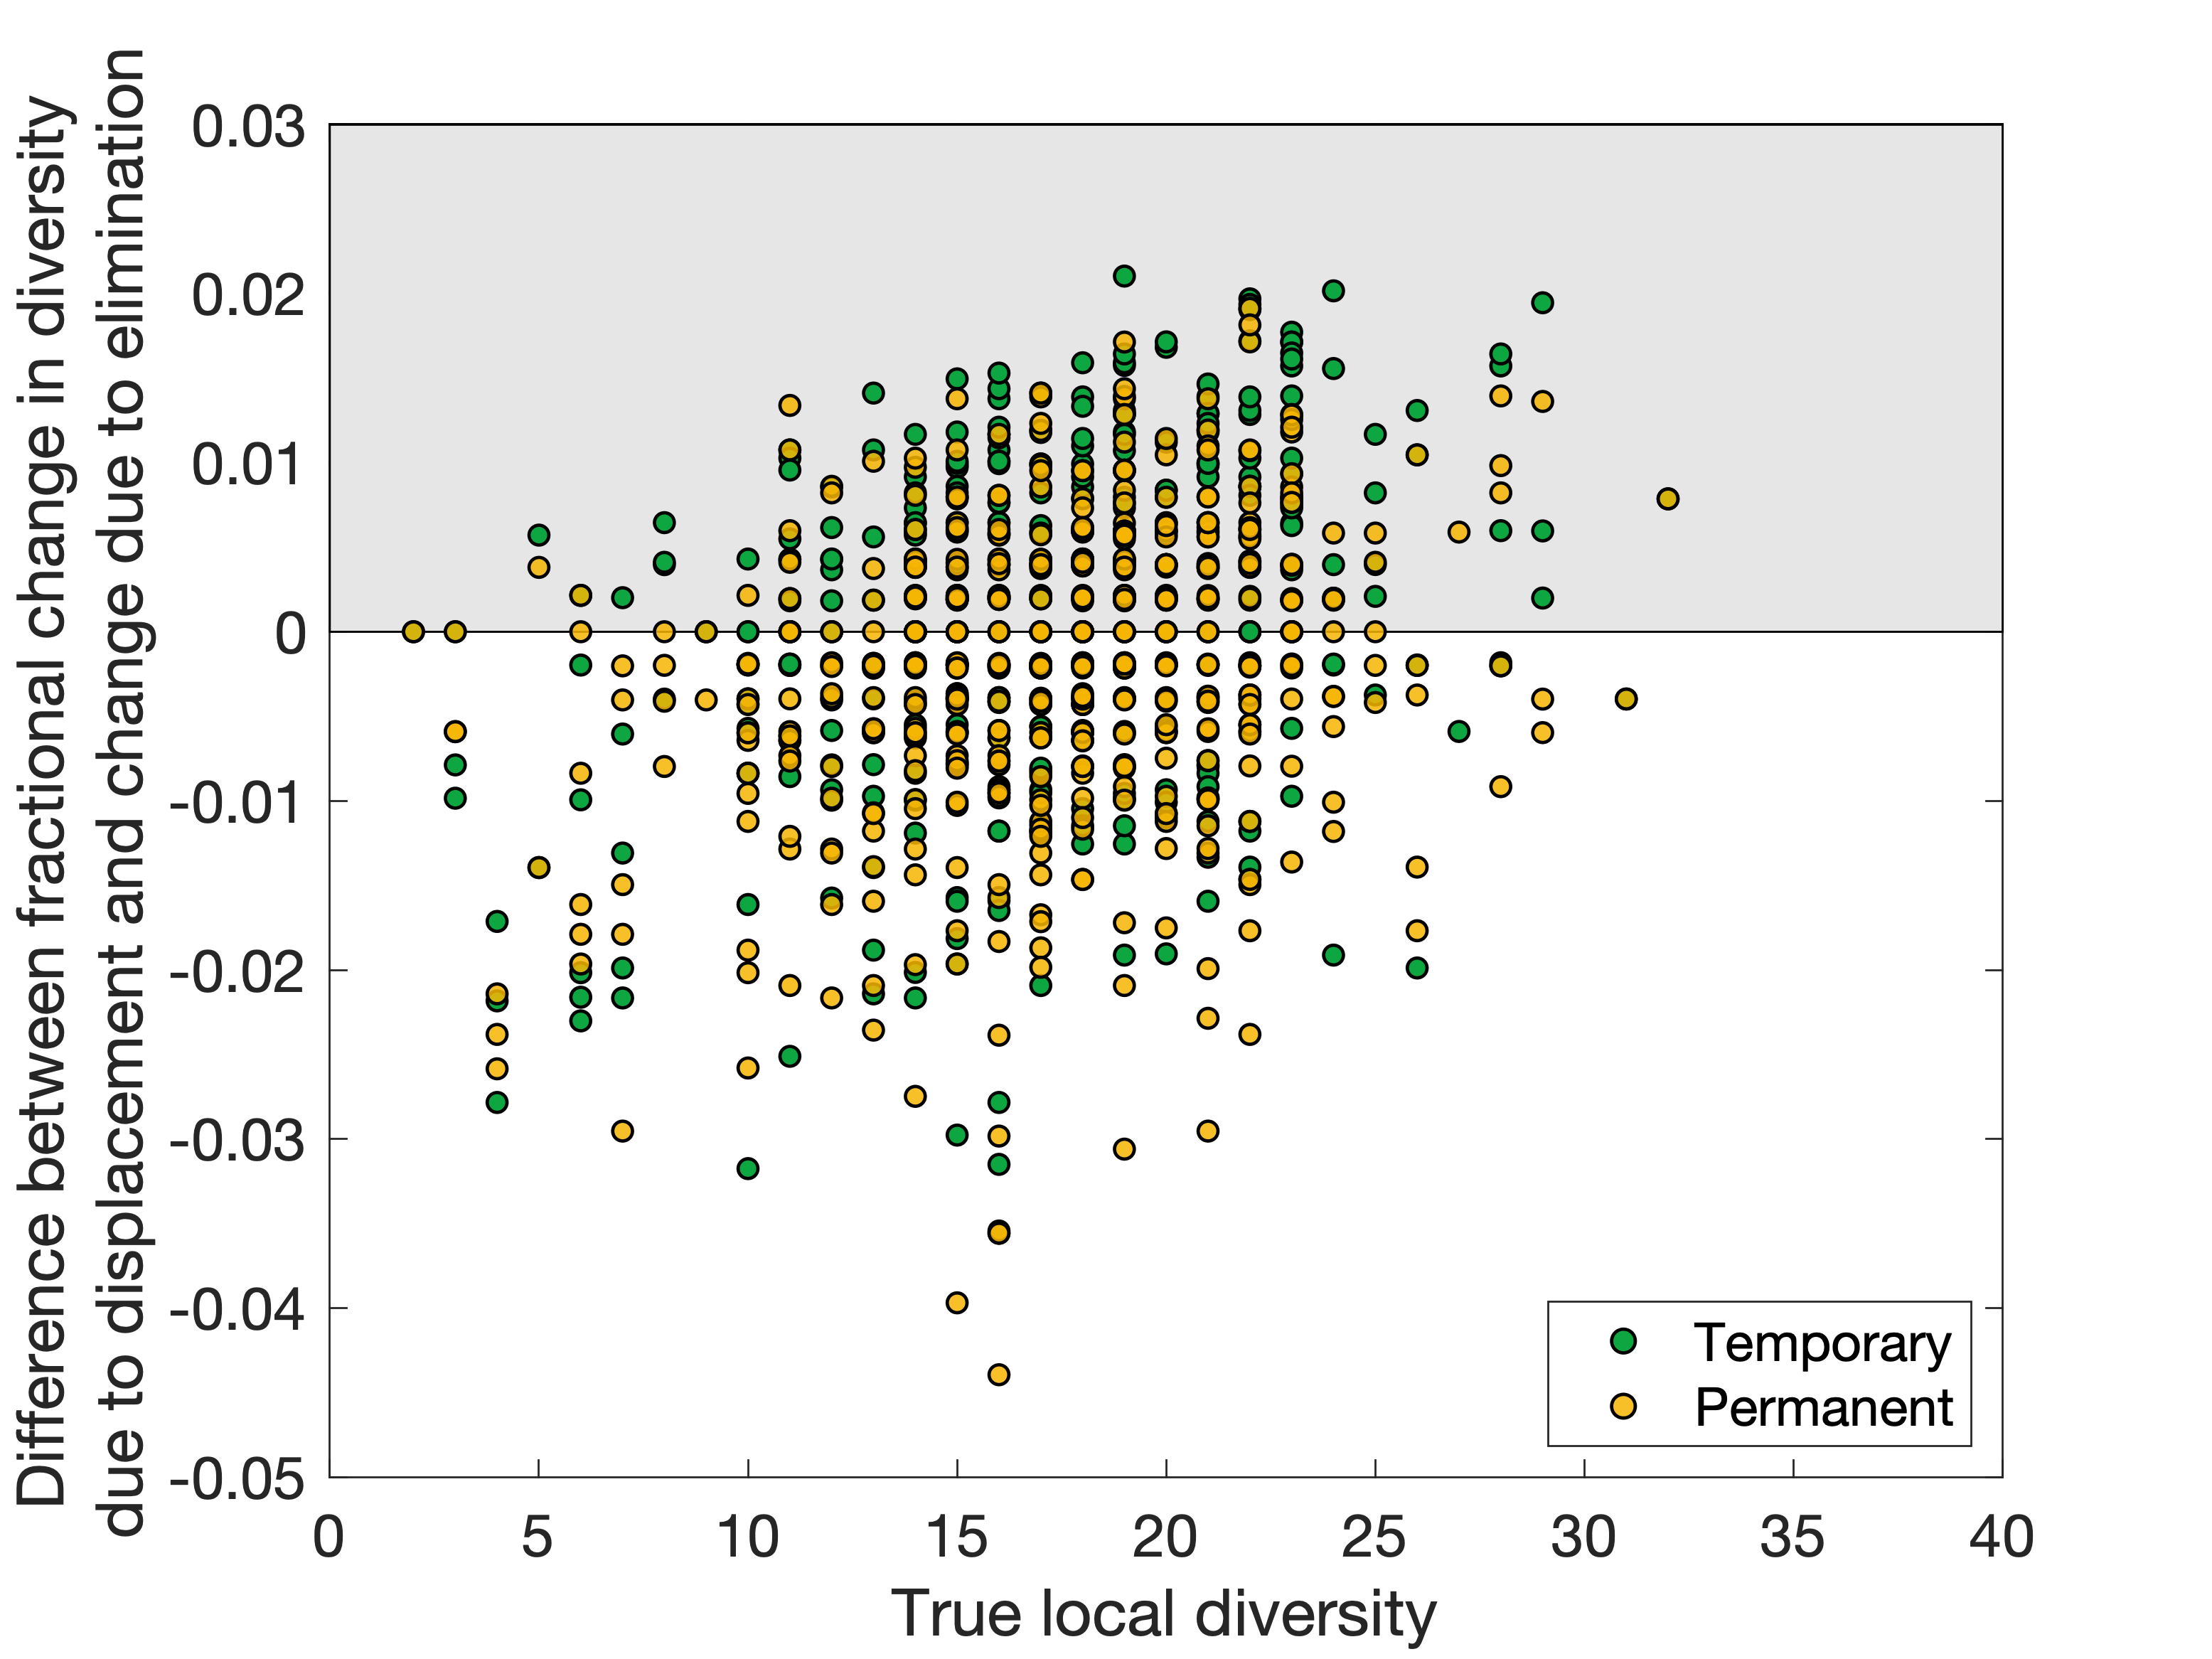 Difference between fractional change in diversity
due to displacement and change due to elimination
0.03
0.02
0.01
0
-0.01
-0.02
-0.03
-0.04
-0.05
0 5 10 15 20 25 30 35 40
True local diversity
Temporary
Permanent